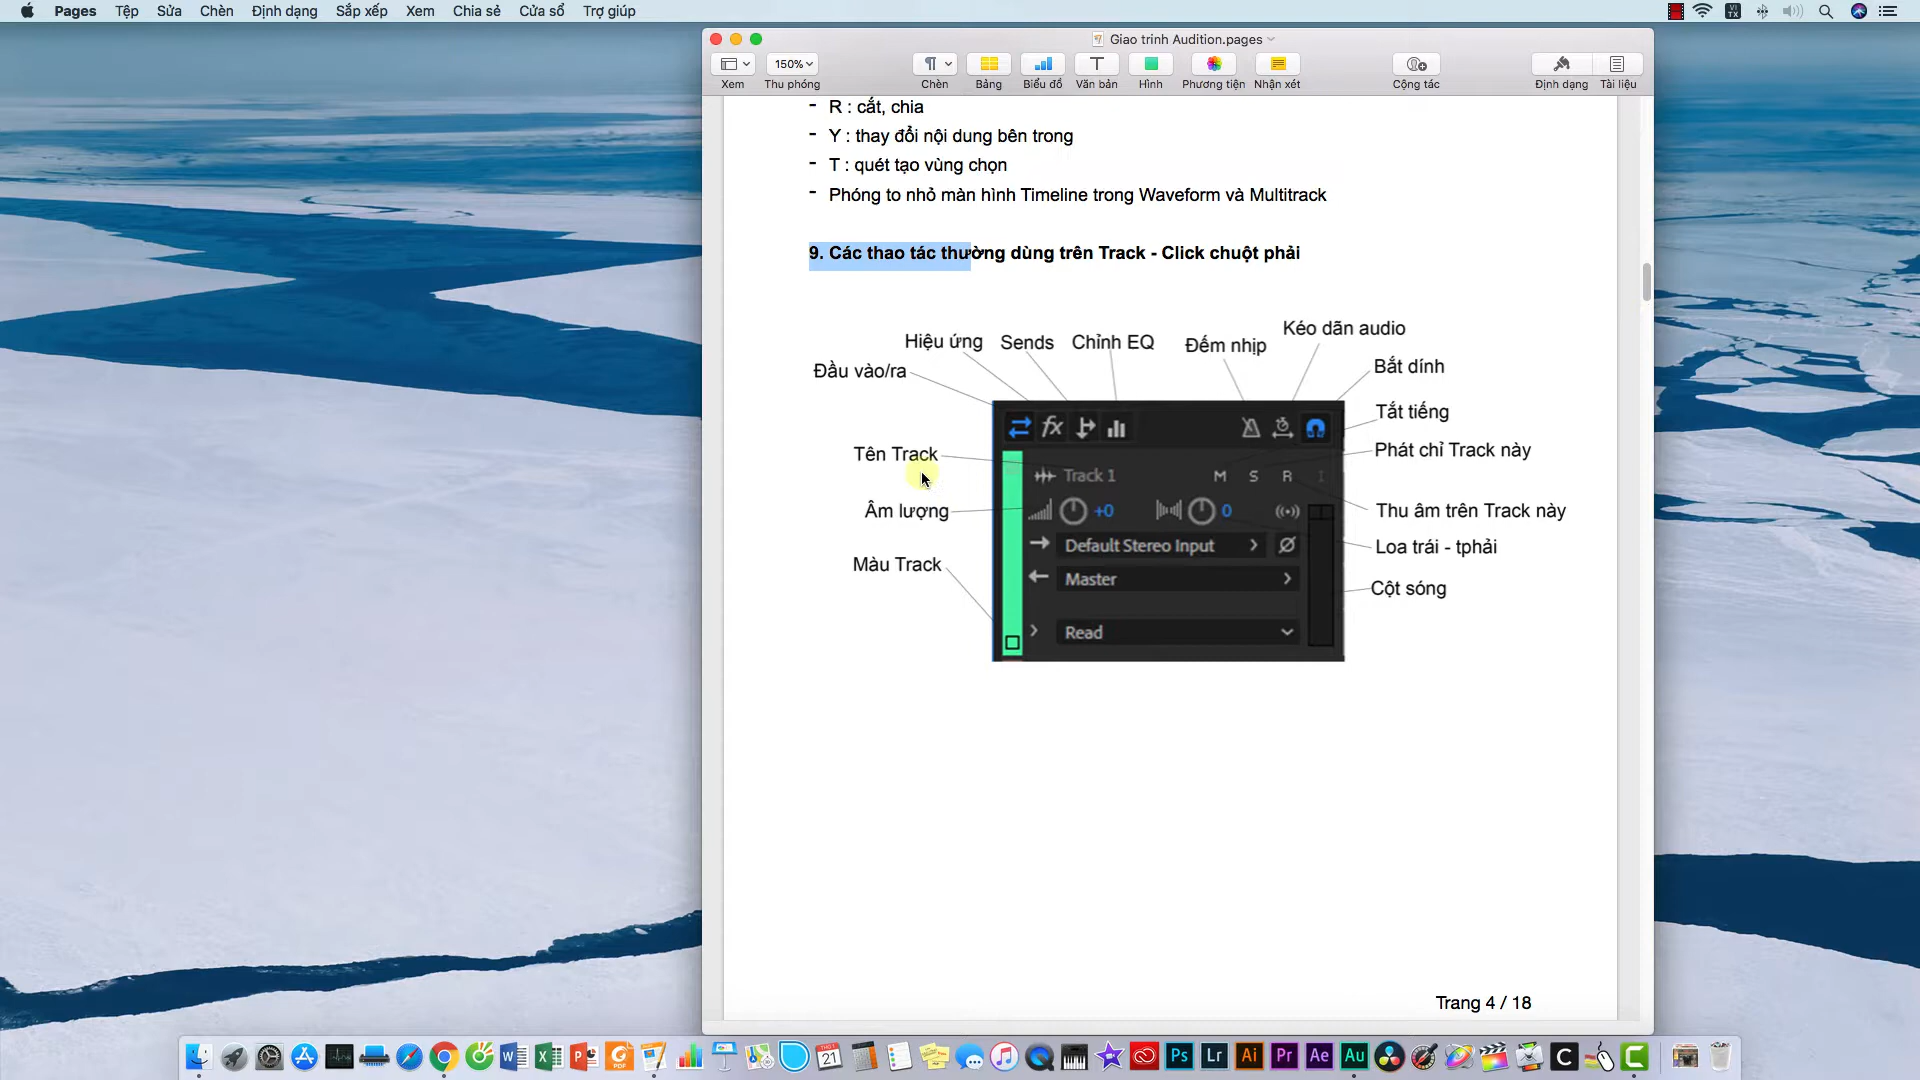 Pages Tệp Sửa Chèn Định dạng Sắp xếp Xem Chia sẻ Cửa sổ Trợ giúp
Giao trinh Audition.pages
150%
Xem Thu phóng Chèn Bảng Biểu đồ Văn bản Hình Phương tiện Nhận xét Cộng tác Định dạng Tài liệu
- R : cắt, chia
- Y : thay đổi nội dung bên trong
- T : quét tạo vùng chọn
- Phóng to nhỏ màn hình Timeline trong Waveform và Multitrack
9. Các thao tác thường dùng trên Track - Click chuột phải
Kéo dãn audio
Hiệu ứng Sends Chỉnh EQ Đếm nhịp
Đầu vào/ra
Bắt dính
Tắt tiếng
fx
Tên Track
Phát chỉ Track này
Track 1 M S R I
Âm lượng
+0 0
Thu âm trên Track này
Default Stereo Input
Loa trái - tphải
Màu Track
Master
Cột sóng
Read
Trang 4 / 18
W X P PDF 21 Ps Lr Ai Pr Ae Au C C